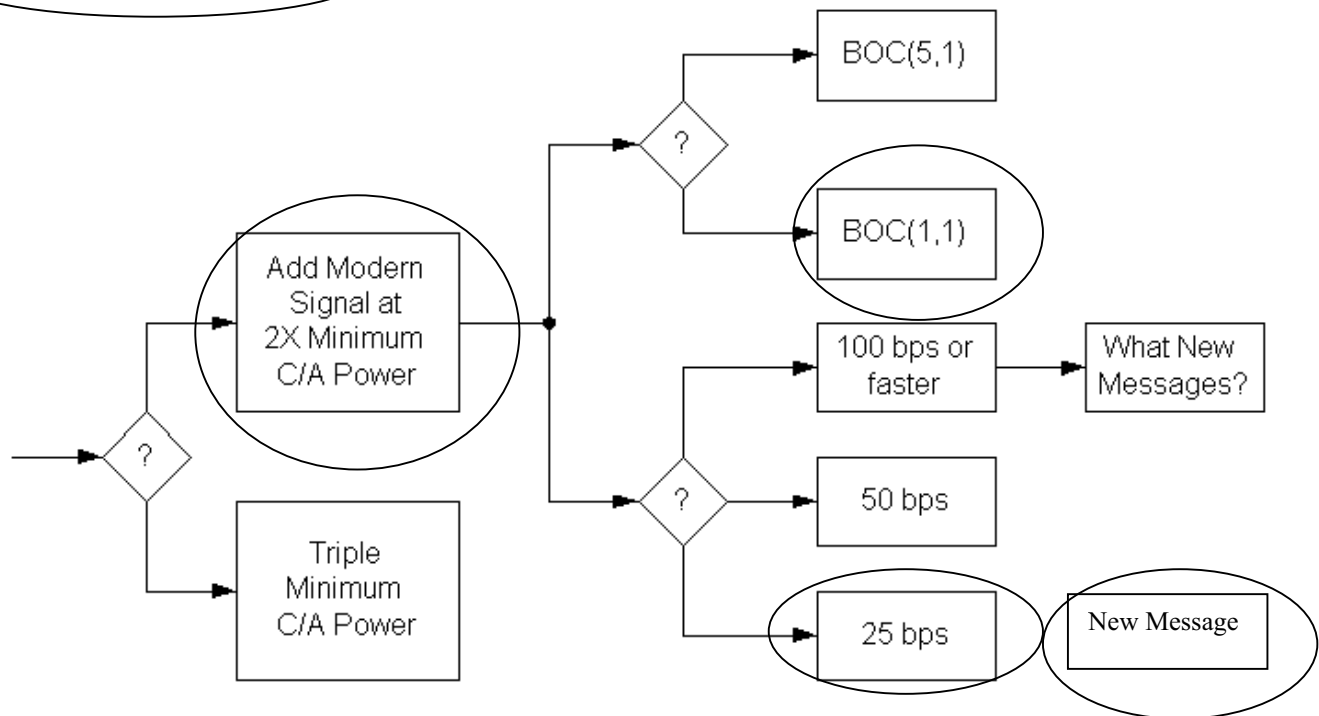 BOC(5,1)
?
BOC(1,1)
Add Modern
Signal at
2X Minimum
C/A Power
100 bps or
faster
What New
Messages?
?
?
50 bps
Triple
Minimum
C/A Power
25 bps
New Message